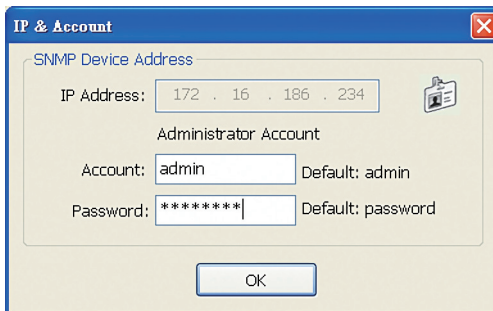 IP & Account
SNMP Device Address
IP Address: 172 . 16 . 186 . 234
Administrator Account
Account: admin Default: admin
Password: ******** Default: password
OK